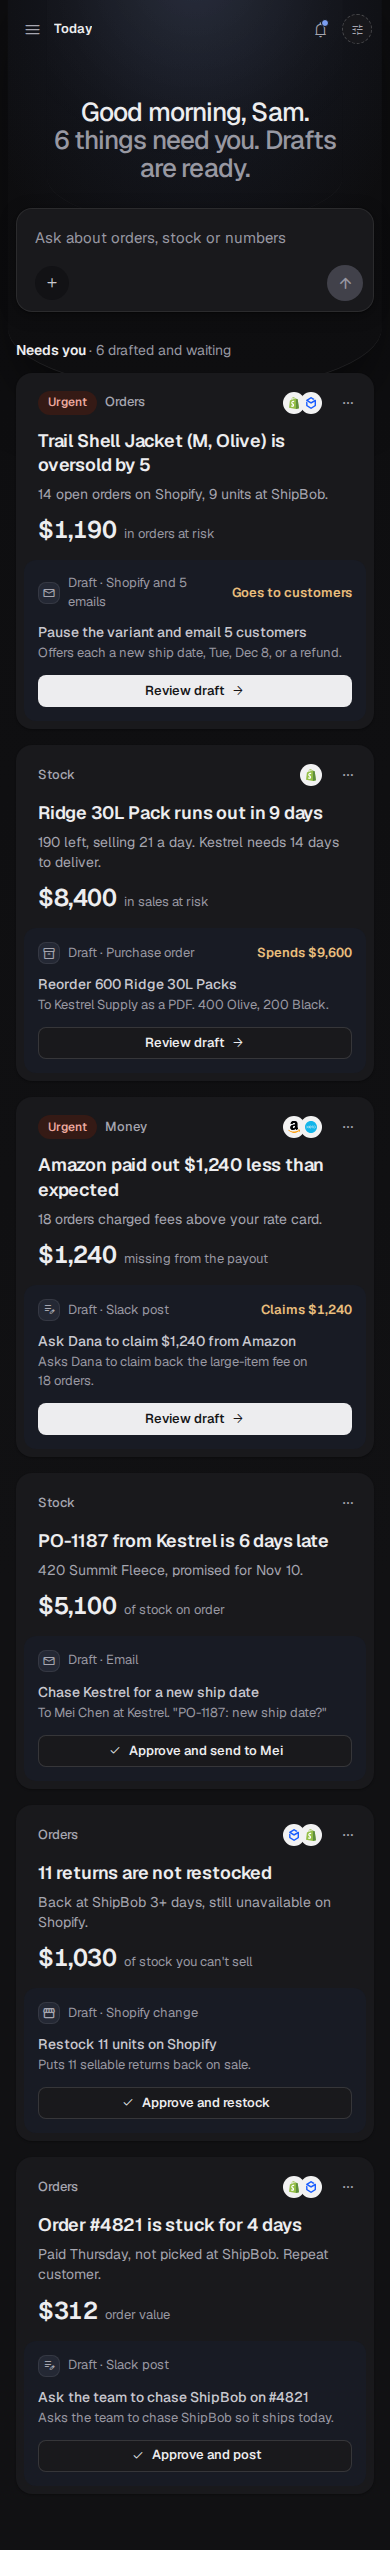 Today
Good morning, Sam.
6 things need you. Drafts
are ready.
Ask about orders, stock or numbers
Needs you · 6 drafted and waiting
Urgent Orders
Trail Shell Jacket (M, Olive) is
oversold by 5
14 open orders on Shopify, 9 units at ShipBob.
$1,190 in orders at risk
Draft · Shopify and 5
emails
Goes to customers
Pause the variant and email 5 customers
Offers each a new ship date, Tue, Dec 8, or a refund.
Review draft →
Stock
Ridge 30L Pack runs out in 9 days
190 left, selling 21 a day. Kestrel needs 14 days
to deliver.
$8,400 in sales at risk
Draft · Purchase order Spends $9,600
Reorder 600 Ridge 30L Packs
To Kestrel Supply as a PDF. 400 Olive, 200 Black.
Review draft →
Urgent Money
Amazon paid out $1,240 less than
expected
18 orders charged fees above your rate card.
$1,240 missing from the payout
Draft · Slack post Claims $1,240
Ask Dana to claim $1,240 from Amazon
Asks Dana to claim back the large-item fee on
18 orders.
Review draft →
Stock
PO-1187 from Kestrel is 6 days late
420 Summit Fleece, promised for Nov 10.
$5,100 of stock on order
Draft · Email
Chase Kestrel for a new ship date
To Mei Chen at Kestrel. "PO-1187: new ship date?"
Approve and send to Mei
Orders
11 returns are not restocked
Back at ShipBob 3+ days, still unavailable on
Shopify.
$1,030 of stock you can't sell
Draft · Shopify change
Restock 11 units on Shopify
Puts 11 sellable returns back on sale.
Approve and restock
Orders
Order #4821 is stuck for 4 days
Paid Thursday, not picked at ShipBob. Repeat
customer.
$312 order value
Draft · Slack post
Ask the team to chase ShipBob on #4821
Asks the team to chase ShipBob so it ships today.
Approve and post